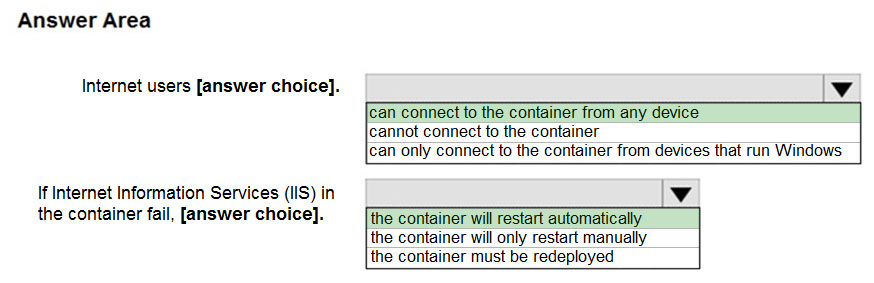 Answer Area
Internet users [answer choice].
can connect to the container from any device
cannot connect to the container
can only connect to the container from devices that run Windows
If Internet Information Services (IIS) in
the container fail, [answer choice].
the container will restart automatically
the container will only restart manually
the container must be redeployed